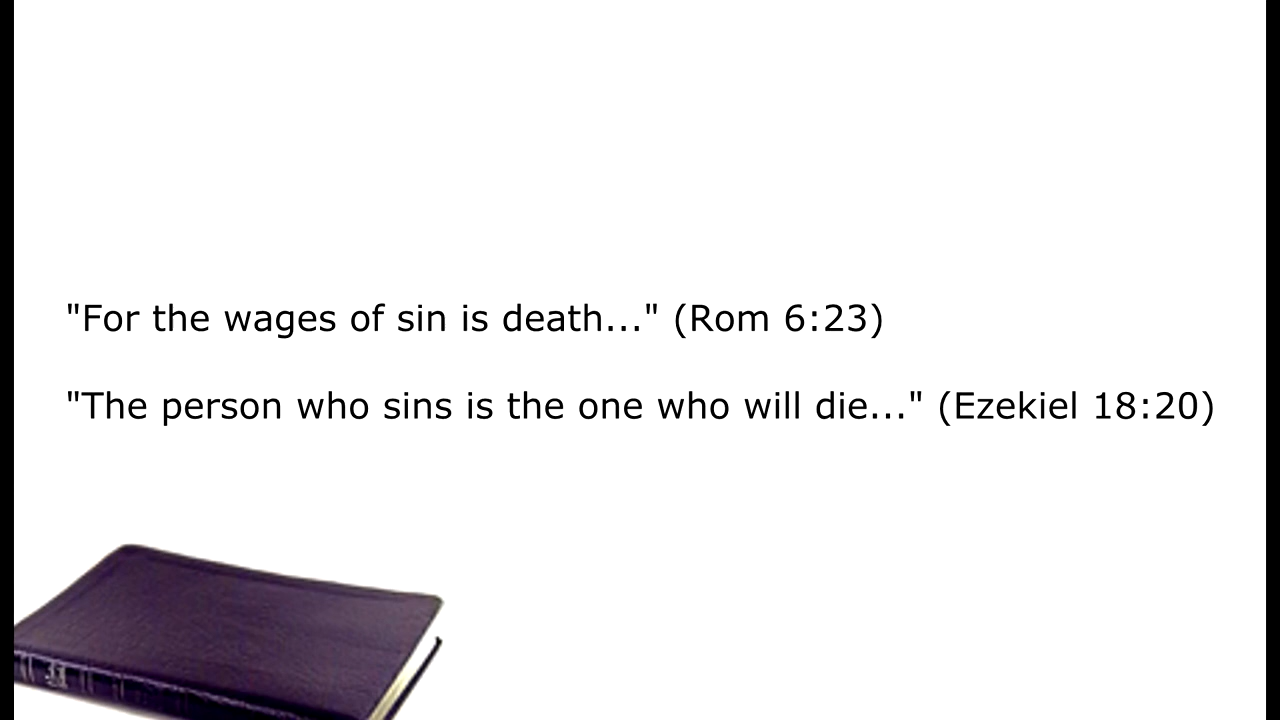 "For the wages of sin is death..." (Rom 6:23)
"The person who sins is the one who will die..." (Ezekiel 18:20)